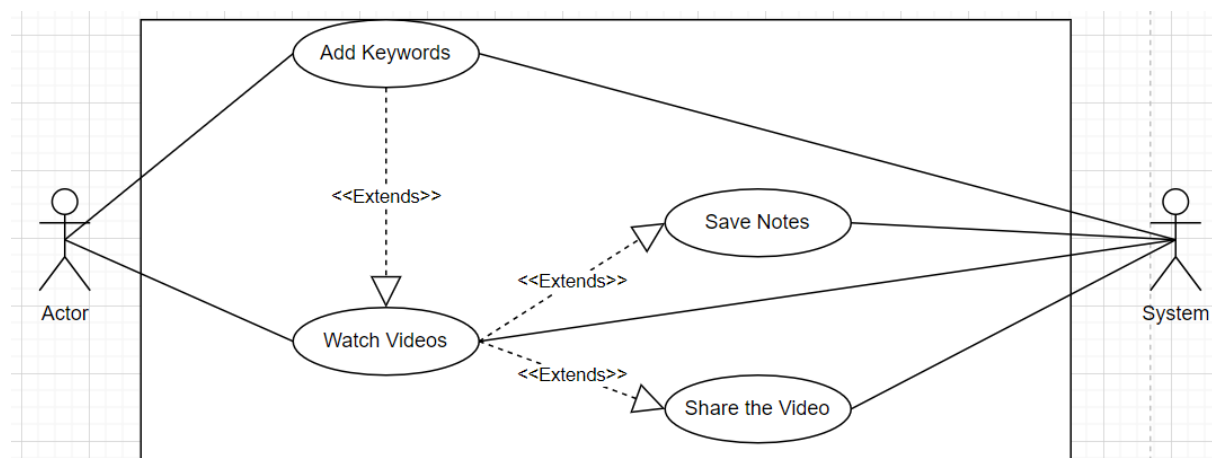 Add Keywords
<<Extends>>
Save Notes
<<Extends>>
Actor
System
Watch Videos
<<Extends>>
Share the Video